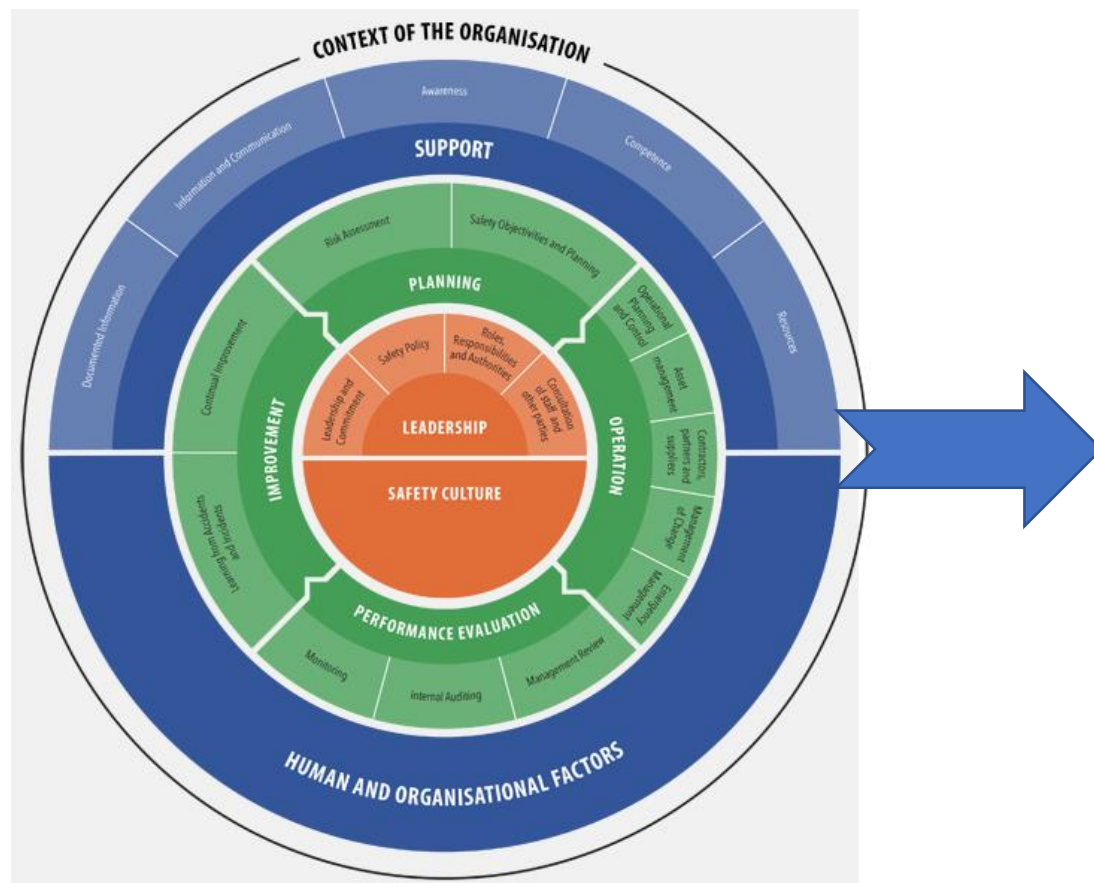 CONTEXT OF THE ORGANISATION
Awareness
Information and Communication
Competence
SUPPORT
Documented Information
Resources
Risk Assessment
Safety Objectivities and Planning
PLANNING
Continual Improvement
Operational
Planning
and Control
Safety Policy
Roles,
Responsibilities
and Authorities
Leadership and
Commitment
Consultation
of staff and
other parties
Asset
management
LEADERSHIP
IMPROVEMENT
OPERATION
Contractors,
partners and
suppliers
SAFETY CULTURE
Learning from Accidents
and Incidents
Management
of Change
Emergency
Management
PERFORMANCE EVALUATION
Monitoring
Internal Auditing
Management Review
HUMAN AND ORGANISATIONAL FACTORS